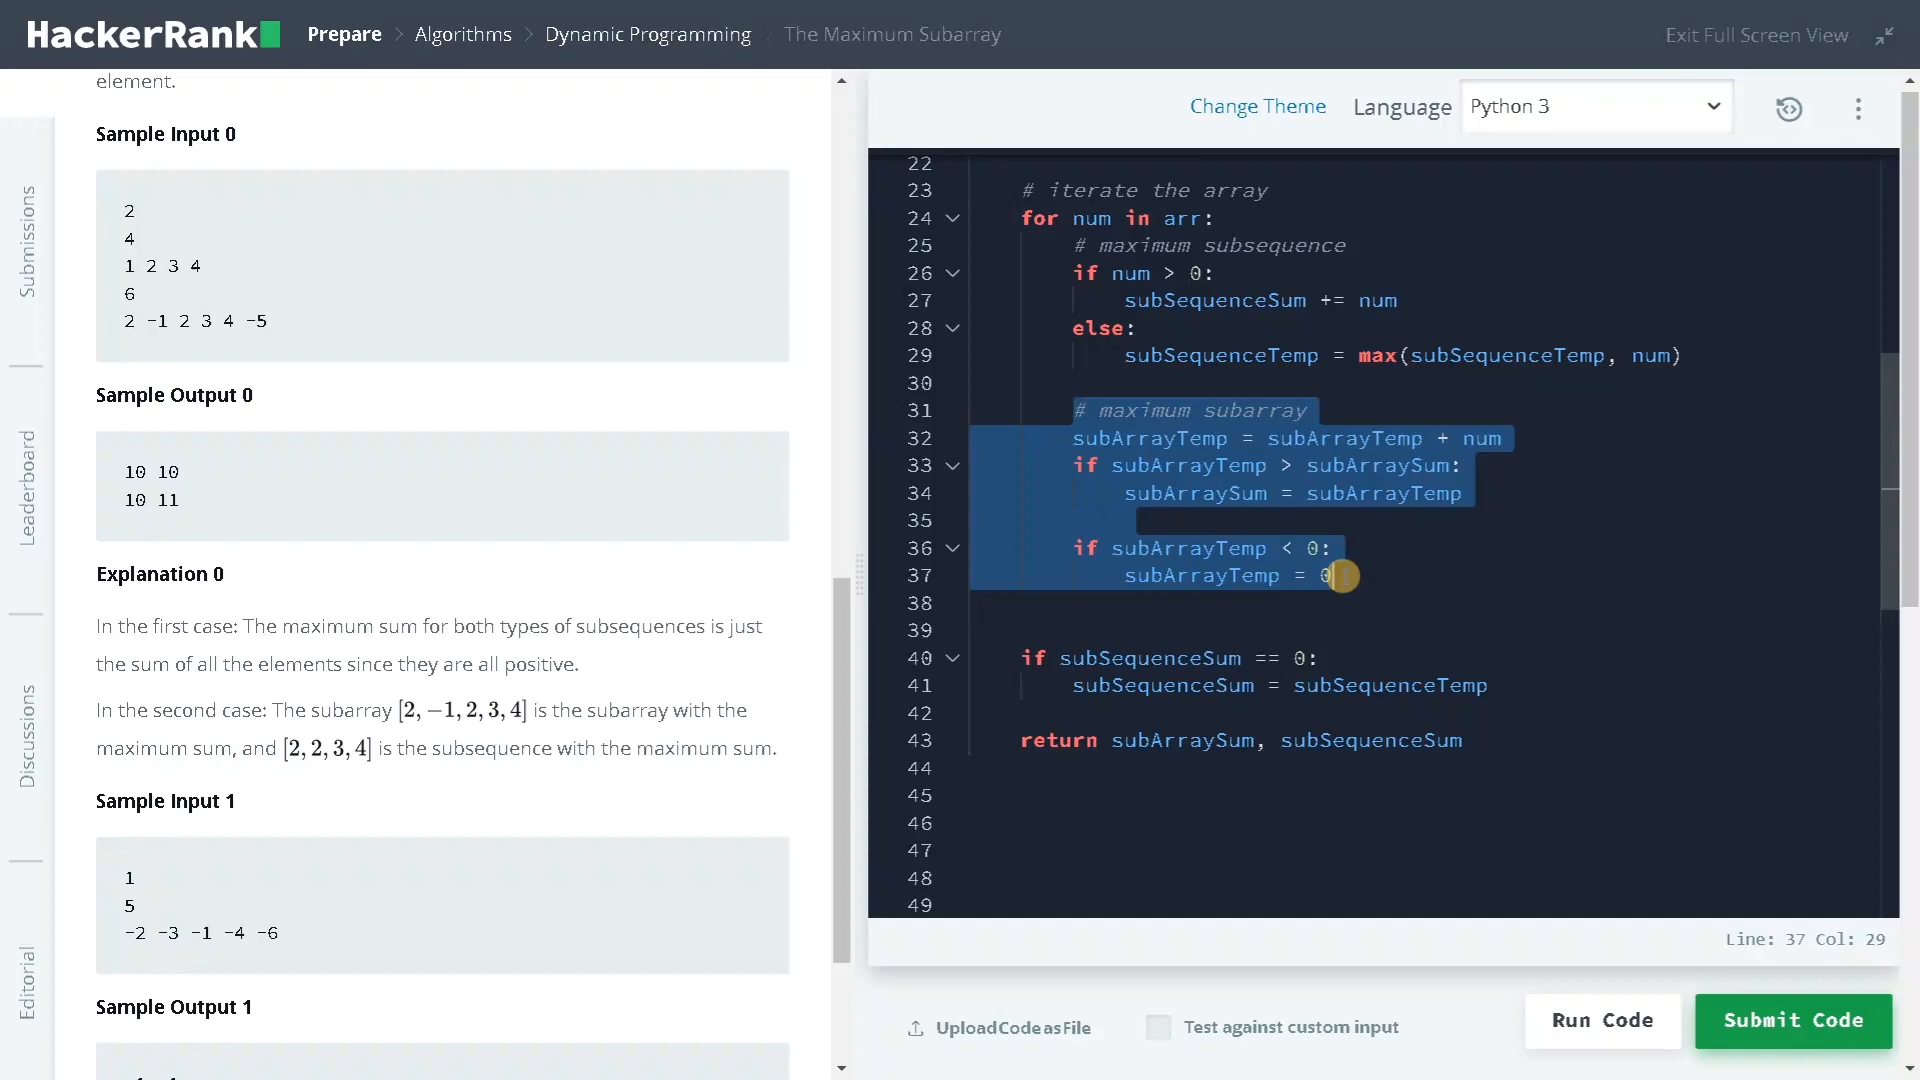 HackerRank
Prepare > Algorithms > Dynamic Programming > The Maximum Subarray
Exit Full Screen View
Submissions
Leaderboard
Discussions
Editorial
element.
Sample Input 0
2
4
1 2 3 4
6
2 -1 2 3 4 -5
Sample Output 0
10 10
10 11
Explanation 0
In the first case: The maximum sum for both types of subsequences is just
the sum of all the elements since they are all positive.
In the second case: The subarray [2, −1, 2, 3, 4] is the subarray with the
maximum sum, and [2, 2, 3, 4] is the subsequence with the maximum sum.
Sample Input 1
1
5
-2 -3 -1 -4 -6
Sample Output 1
Change Theme Language Python 3
22
23 # iterate the array
24 for num in arr:
25 # maximum subsequence
26 if num > 0:
27 subSequenceSum += num
28 else:
29 subSequenceTemp = max(subSequenceTemp, num)
30
31 # maximum subarray
32 subArrayTemp = subArrayTemp + num
33 if subArrayTemp > subArraySum:
34 subArraySum = subArrayTemp
35
36 if subArrayTemp < 0:
37 subArrayTemp = 0
38
39
40 if subSequenceSum == 0:
41 subSequenceSum = subSequenceTemp
42
43 return subArraySum, subSequenceSum
44
45
46
47
48
49
Line: 37 Col: 29
Upload Code as File
Test against custom input
Run Code
Submit Code